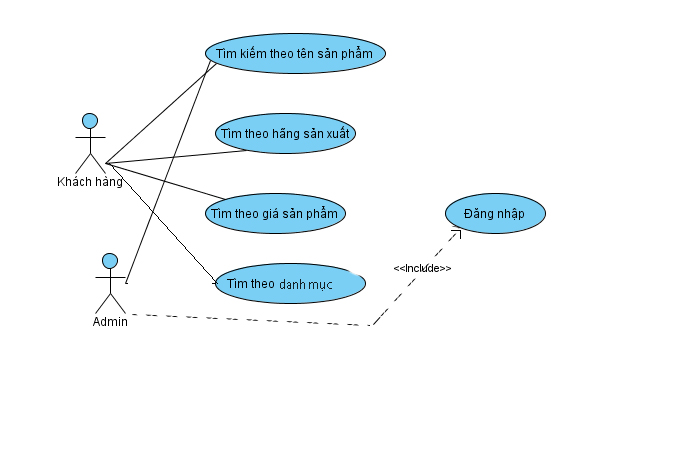 Tìm kiếm theo tên sản phẩm
Tìm theo hãng sản xuất
Khách hàng
Tìm theo giá sản phẩm
Đăng nhập
<<Include>>
Tìm theo danh mục
Admin